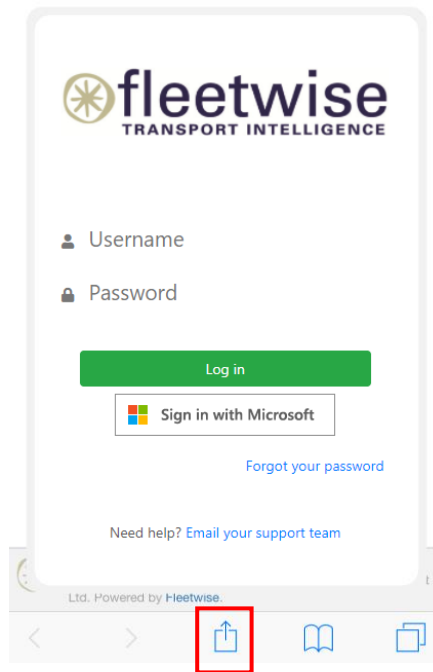 fleetwise
TRANSPORT INTELLIGENCE
Username
Password
Log in
Sign in with Microsoft
Forgot your password
Need help? Email your support team
t
Ltd. Powered by Fleetwise.